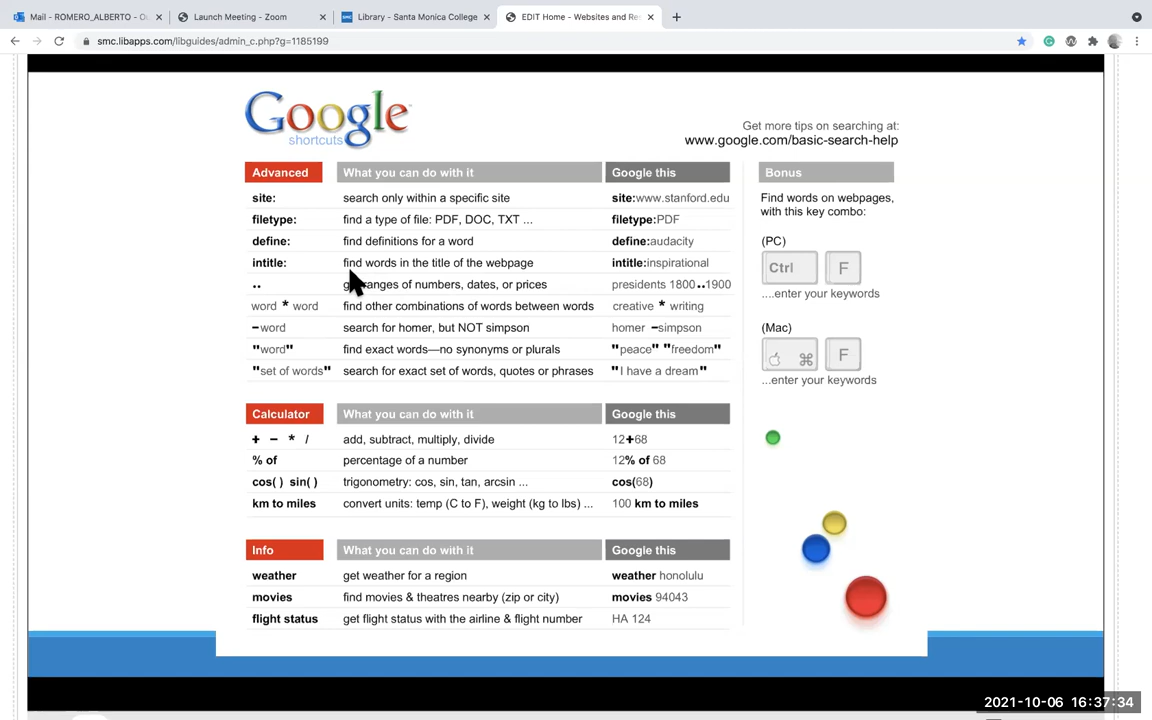 Mail - ROMERO_ALBERTO - Ou
Launch Meeting - Zoom
Library - Santa Monica College
EDIT Home - Websites and Re
smc.libapps.com/libguides/admin_c.php?g=1185199
Google
shortcuts
Get more tips on searching at:
www.google.com/basic-search-help
Advanced What you can do with it Google this
site: search only within a specific site site:www.stanford.edu
filetype: find a type of file: PDF, DOC, TXT ... filetype:PDF
define: find definitions for a word define:audacity
intitle: find words in the title of the webpage intitle:inspirational
.. ranges of numbers, dates, or prices presidents 1800..1900
word * word find other combinations of words between words creative * writing
–word search for homer, but NOT simpson homer –simpson
"word" find exact words—no synonyms or plurals "peace" "freedom"
"set of words" search for exact set of words, quotes or phrases "I have a dream"
Calculator What you can do with it Google this
+ – * / add, subtract, multiply, divide 12+68
% of percentage of a number 12% of 68
cos( ) sin( ) trigonometry: cos, sin, tan, arcsin ... cos(68)
km to miles convert units: temp (C to F), weight (kg to lbs) ... 100 km to miles
Info What you can do with it Google this
weather get weather for a region weather honolulu
movies find movies & theatres nearby (zip or city) movies 94043
flight status get flight status with the airline & flight number HA 124
Bonus
Find words on webpages,
with this key combo:
(PC)
Ctrl F
....enter your keywords
(Mac)
⌘ F
...enter your keywords
2021-10-06 16:37:34